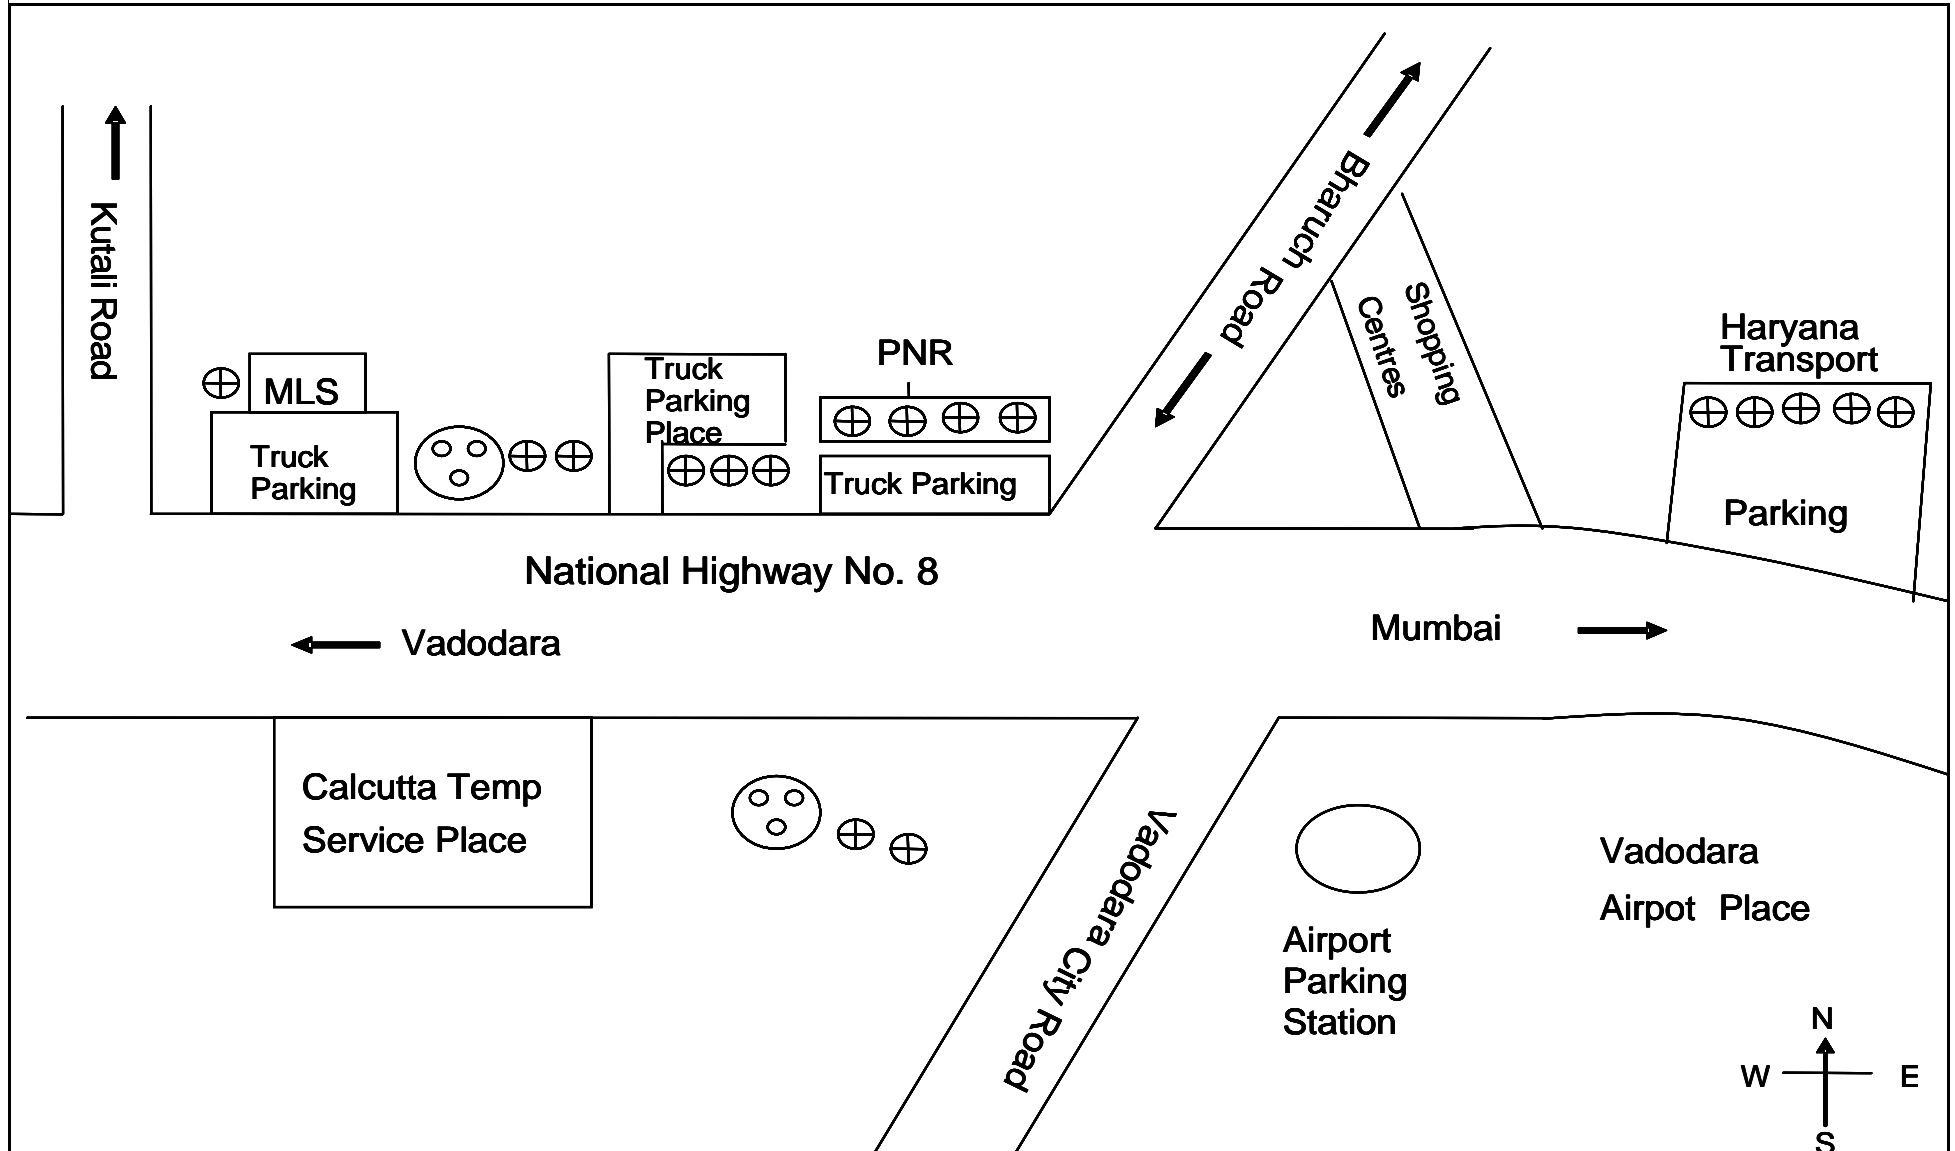 Kutali Road
MLS
Truck
Parking
Truck
Parking
Place
PNR
Truck Parking
Bharuch Road
Shopping
Centres
Haryana
Transport
Parking
National Highway No. 8
Vadodara
Mumbai
Calcutta Temp
Service Place
Vadodara City Road
Airport
Parking
Station
Vadodara
Airpot Place
N
W E
S